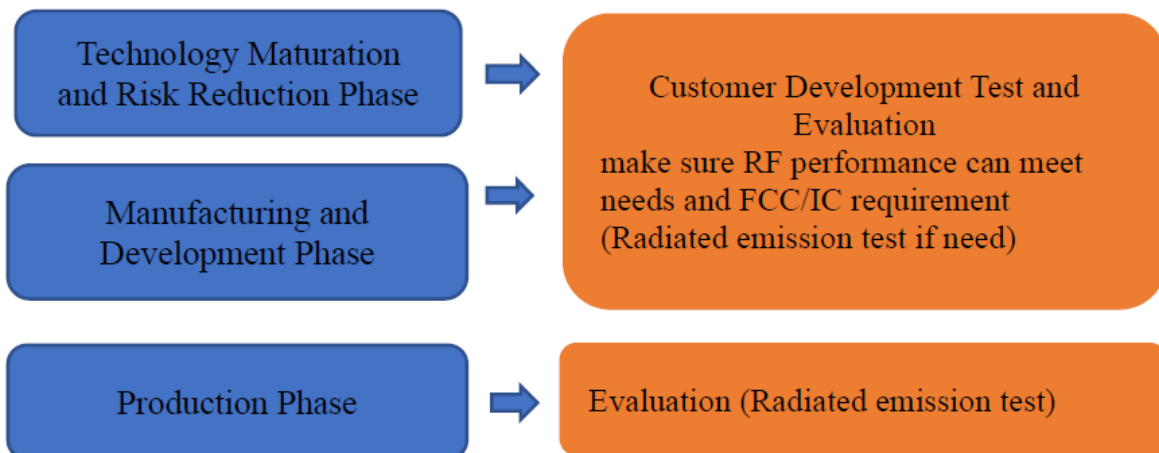 Technology Maturation
and Risk Reduction Phase
Customer Development Test and
Evaluation
make sure RF performance can meet
needs and FCC/IC requirement
(Radiated emission test if need)
Manufacturing and
Development Phase
Production Phase
Evaluation (Radiated emission test)